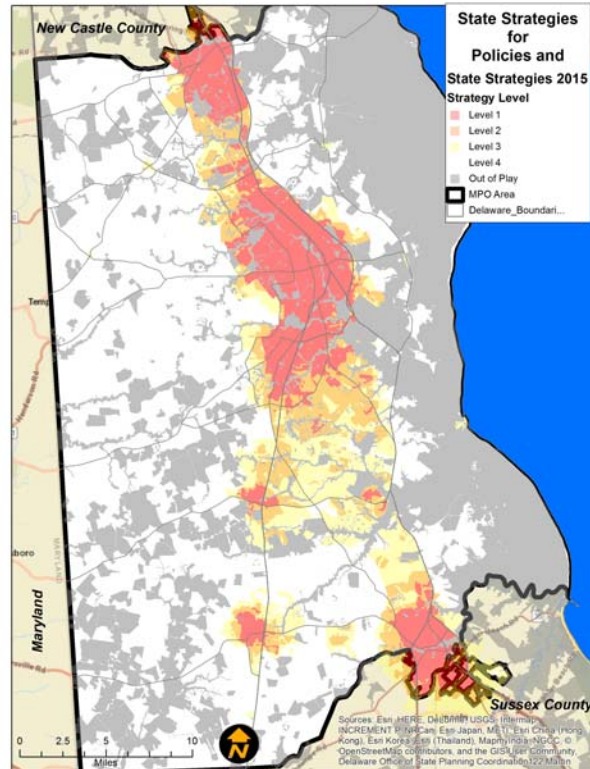 New Castle County
State Strategies
for
Policies and
State Strategies 2015
Strategy Level
Level 1
Level 2
Level 3
Level 4
Out of Play
MPO Area
Delaware_Boundari...
Maryland
MARYLAND
Sussex County
Sources: Esri, HERE, DeLorme, USGS, Intermap,
INCREMENT P, NRCan, Esri Japan, METI, Esri China (Hong
Kong), Esri Korea, Esri (Thailand), MapmyIndia, NGCC, ©
OpenStreetMap contributors, and the GIS User Community,
Delaware Office of State Planning Coordination
0 2.5 5 10
Miles
N